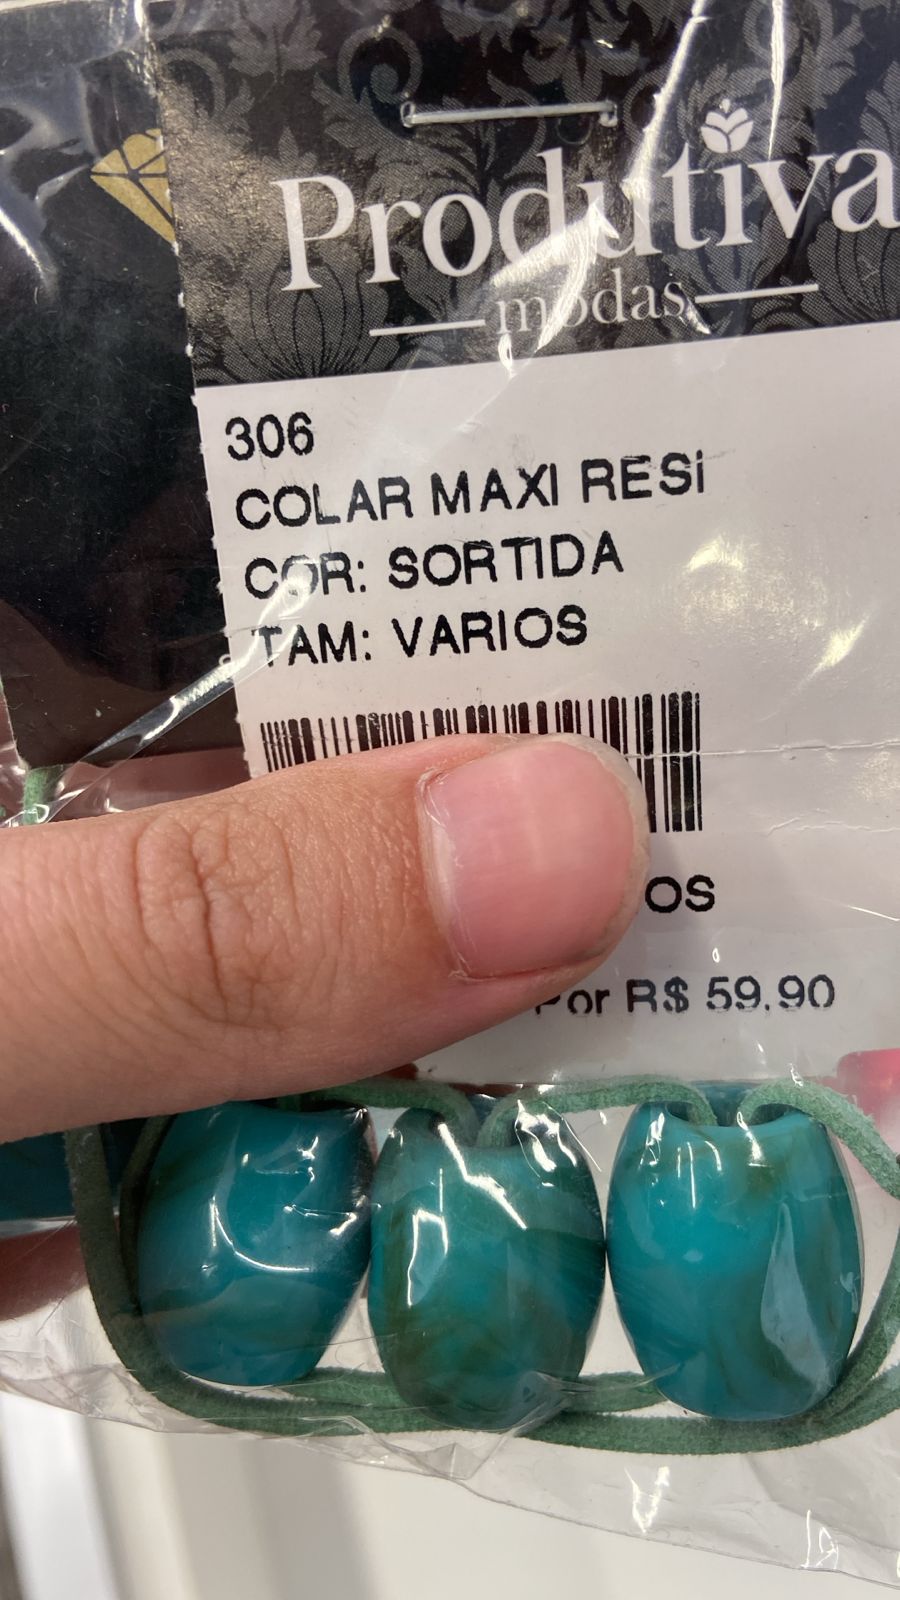 Produtiva
modas
306
COLAR MAXI RESi
COR: SORTIDA
TAM: VARIOS
OS
Por R$ 59.90